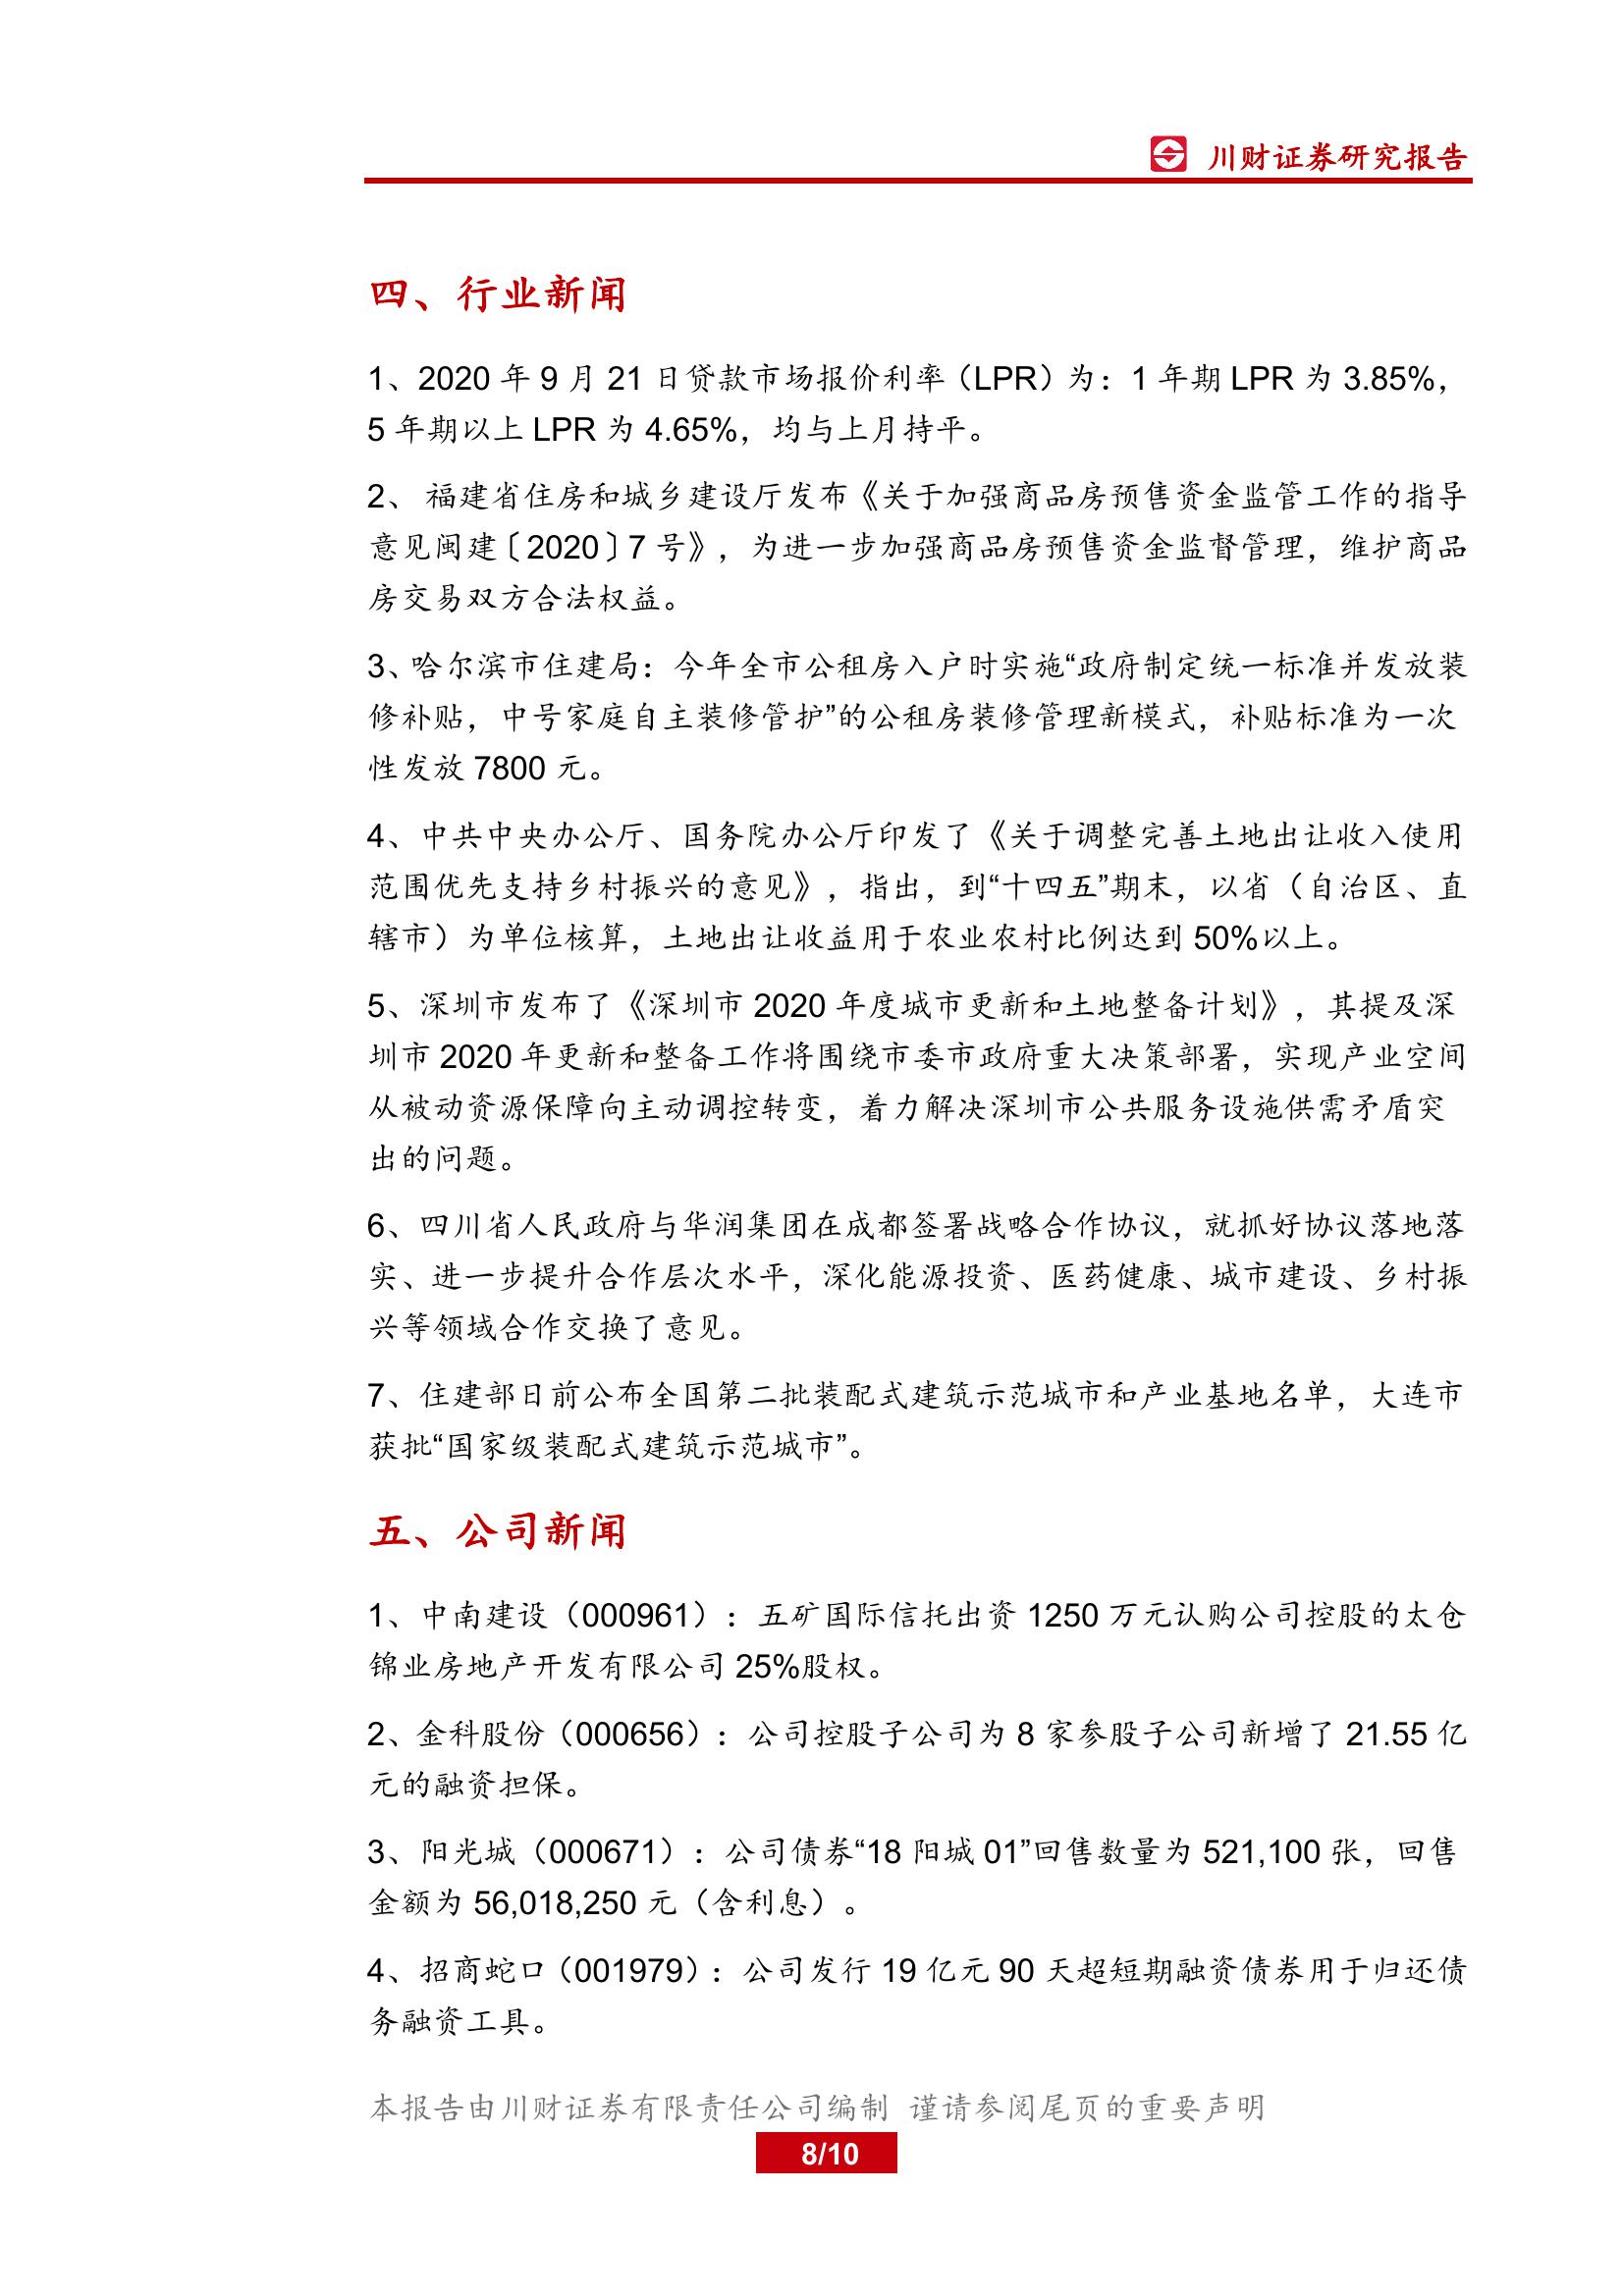 川财证券研究报告
四、行业新闻
1、2020 年 9 月 21 日贷款市场报价利率（LPR）为：1 年期 LPR 为 3.85%，
5 年期以上 LPR 为 4.65%，均与上月持平。
2、 福建省住房和城乡建设厅发布《关于加强商品房预售资金监管工作的指导
意见闽建〔2020〕7 号》，为进一步加强商品房预售资金监督管理，维护商品
房交易双方合法权益。
3、哈尔滨市住建局：今年全市公租房入户时实施“政府制定统一标准并发放装
修补贴，中号家庭自主装修管护”的公租房装修管理新模式，补贴标准为一次
性发放 7800 元。
4、中共中央办公厅、国务院办公厅印发了《关于调整完善土地出让收入使用
范围优先支持乡村振兴的意见》，指出，到“十四五”期末，以省（自治区、直
辖市）为单位核算，土地出让收益用于农业农村比例达到 50%以上。
5、深圳市发布了《深圳市 2020 年度城市更新和土地整备计划》，其提及深
圳市 2020 年更新和整备工作将围绕市委市政府重大决策部署，实现产业空间
从被动资源保障向主动调控转变，着力解决深圳市公共服务设施供需矛盾突
出的问题。
6、四川省人民政府与华润集团在成都签署战略合作协议，就抓好协议落地落
实、进一步提升合作层次水平，深化能源投资、医药健康、城市建设、乡村振
兴等领域合作交换了意见。
7、住建部日前公布全国第二批装配式建筑示范城市和产业基地名单，大连市
获批“国家级装配式建筑示范城市”。
五、公司新闻
1、中南建设（000961）：五矿国际信托出资 1250 万元认购公司控股的太仓
锦业房地产开发有限公司 25%股权。
2、金科股份（000656）：公司控股子公司为 8 家参股子公司新增了 21.55 亿
元的融资担保。
3、阳光城（000671）：公司债券“18 阳城 01”回售数量为 521,100 张，回售
金额为 56,018,250 元（含利息）。
4、招商蛇口（001979）：公司发行 19 亿元 90 天超短期融资债券用于归还债
务融资工具。
本报告由川财证券有限责任公司编制 谨请参阅尾页的重要声明
8/10